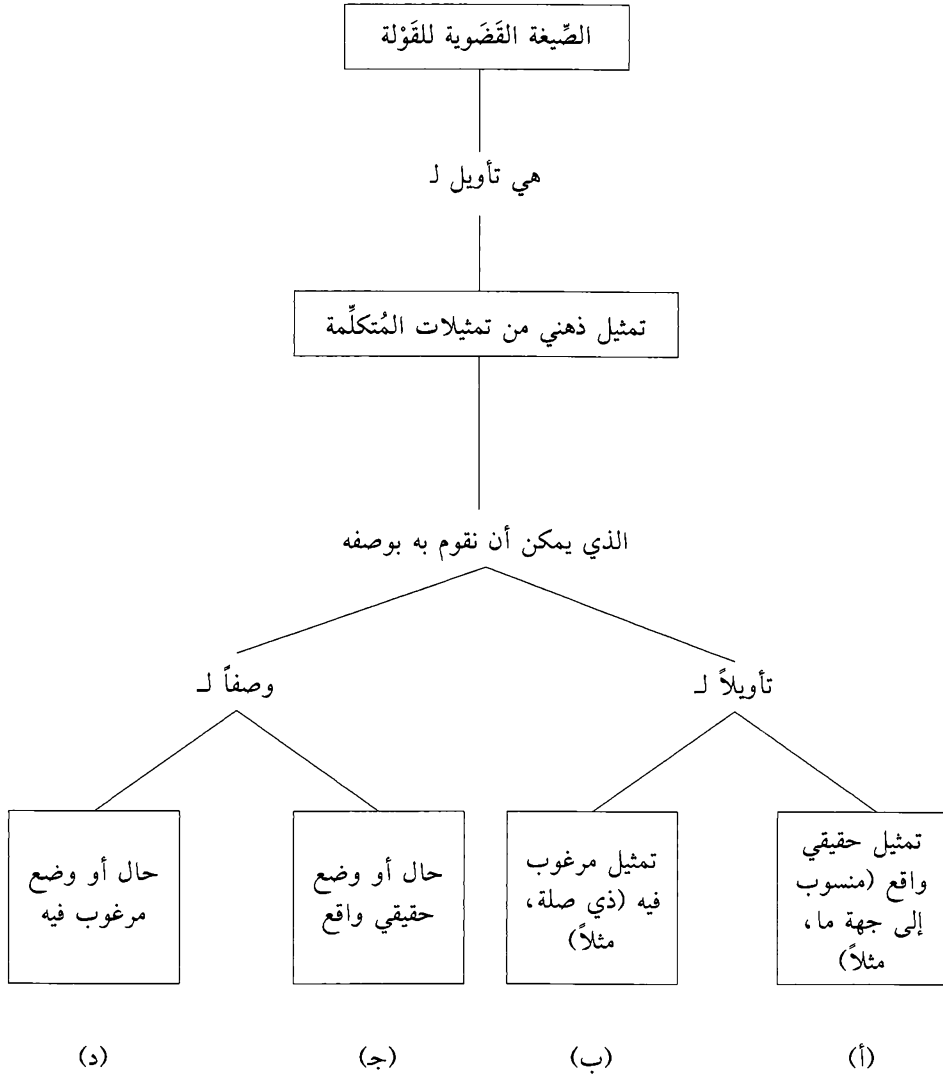 الصِّيغة القَضَوية للقَوْلة
هي تأويل لـ
تمثيل ذهني من تمثيلات المُتكلِّمة
الذي يمكن أن نقوم به بوصفه
تأويلاً لـ
وصفاً لـ
تمثيل حقيقي
واقع (منسوب
إلى جهة ما،
مثلاً)
تمثيل مرغوب
فيه (ذي صلة،
مثلاً)
حال أو وضع
حقيقي واقع
حال أو وضع
مرغوب فيه
(أ)
(ب)
(جـ)
(د)